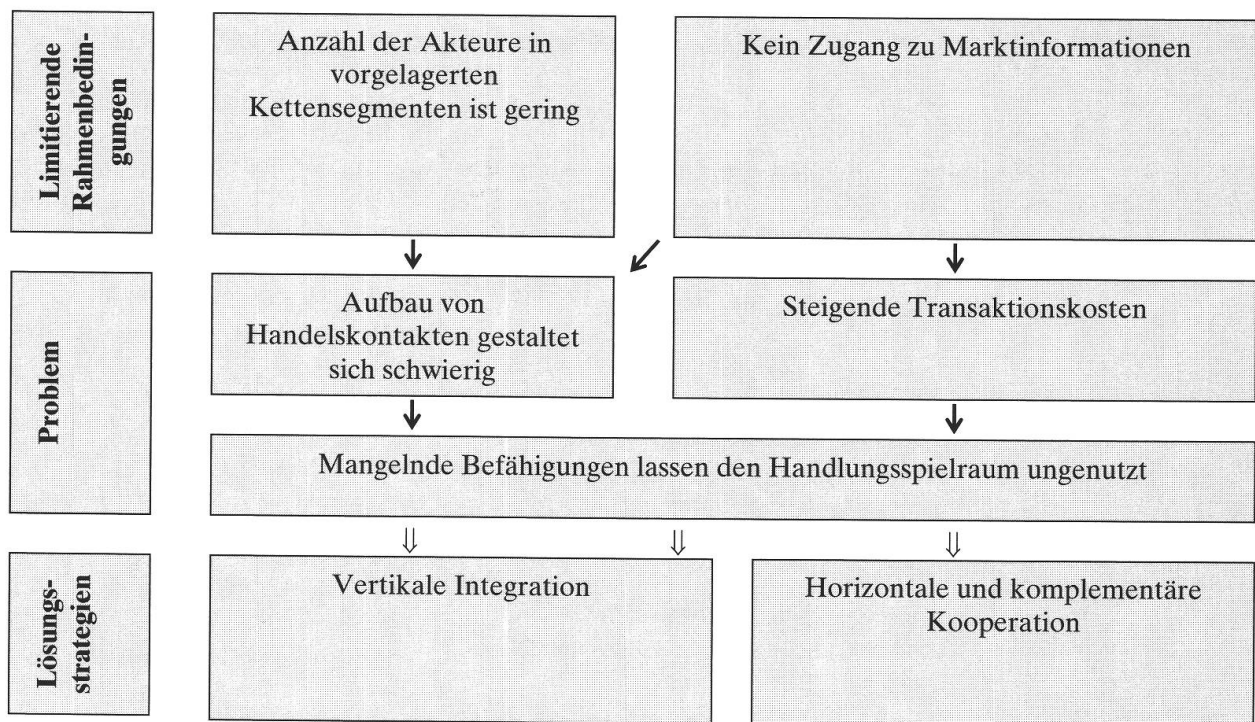 Limitierende
Rahmenbedin-
gungen
Anzahl der Akteure in
vorgelagerten
Kettensegmenten ist gering
Kein Zugang zu Marktinformationen
Problem
Aufbau von
Handelskontakten gestaltet
sich schwierig
Steigende Transaktionskosten
Mangelnde Befähigungen lassen den Handlungsspielraum ungenutzt
Lösungs-
strategien
Vertikale Integration
Horizontale und komplementäre
Kooperation